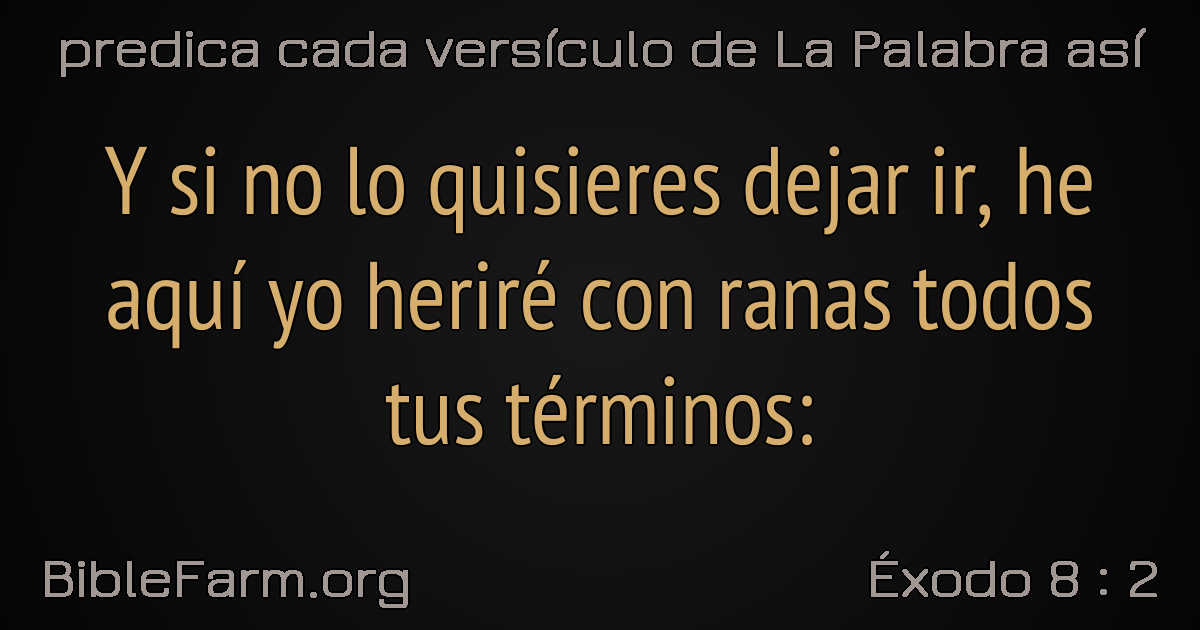 predica cada versículo de La Palabra así
Y si no lo quisieres dejar ir, he
aquí yo heriré con ranas todos
tus términos:
BibleFarm.org
Éxodo 8 : 2